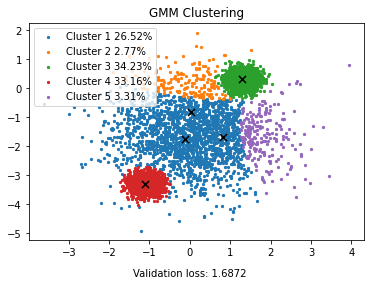 GMM Clustering
Cluster 1 26.52%
Cluster 2 2.77%
Cluster 3 34.23%
Cluster 4 33.16%
Cluster 5 3.31%
2
1
0
−1
−2
−3
−4
−5
−3 −2 −1 0 1 2 3 4
Validation loss: 1.6872